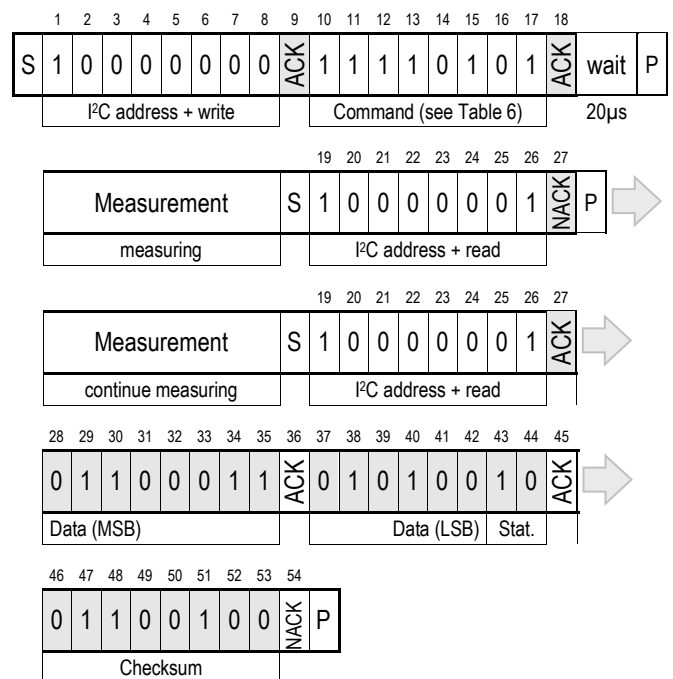 1 2 3 4 5 6 7 8 9 10 11 12 13 14 15 16 17 18
S 1 0 0 0 0 0 0 0 ACK 1 1 1 1 0 1 0 1 ACK wait P
I²C address + write Command (see Table 6) 20µs
19 20 21 22 23 24 25 26 27
Measurement S 1 0 0 0 0 0 0 1 NACK P
measuring I²C address + read
19 20 21 22 23 24 25 26 27
Measurement S 1 0 0 0 0 0 0 1 ACK
continue measuring I²C address + read
28 29 30 31 32 33 34 35 36 37 38 39 40 41 42 43 44 45
0 1 1 0 0 0 1 1 ACK 0 1 0 1 0 0 1 0 ACK
Data (MSB) Data (LSB) Stat.
46 47 48 49 50 51 52 53 54
0 1 1 0 0 1 0 0 NACK P
Checksum